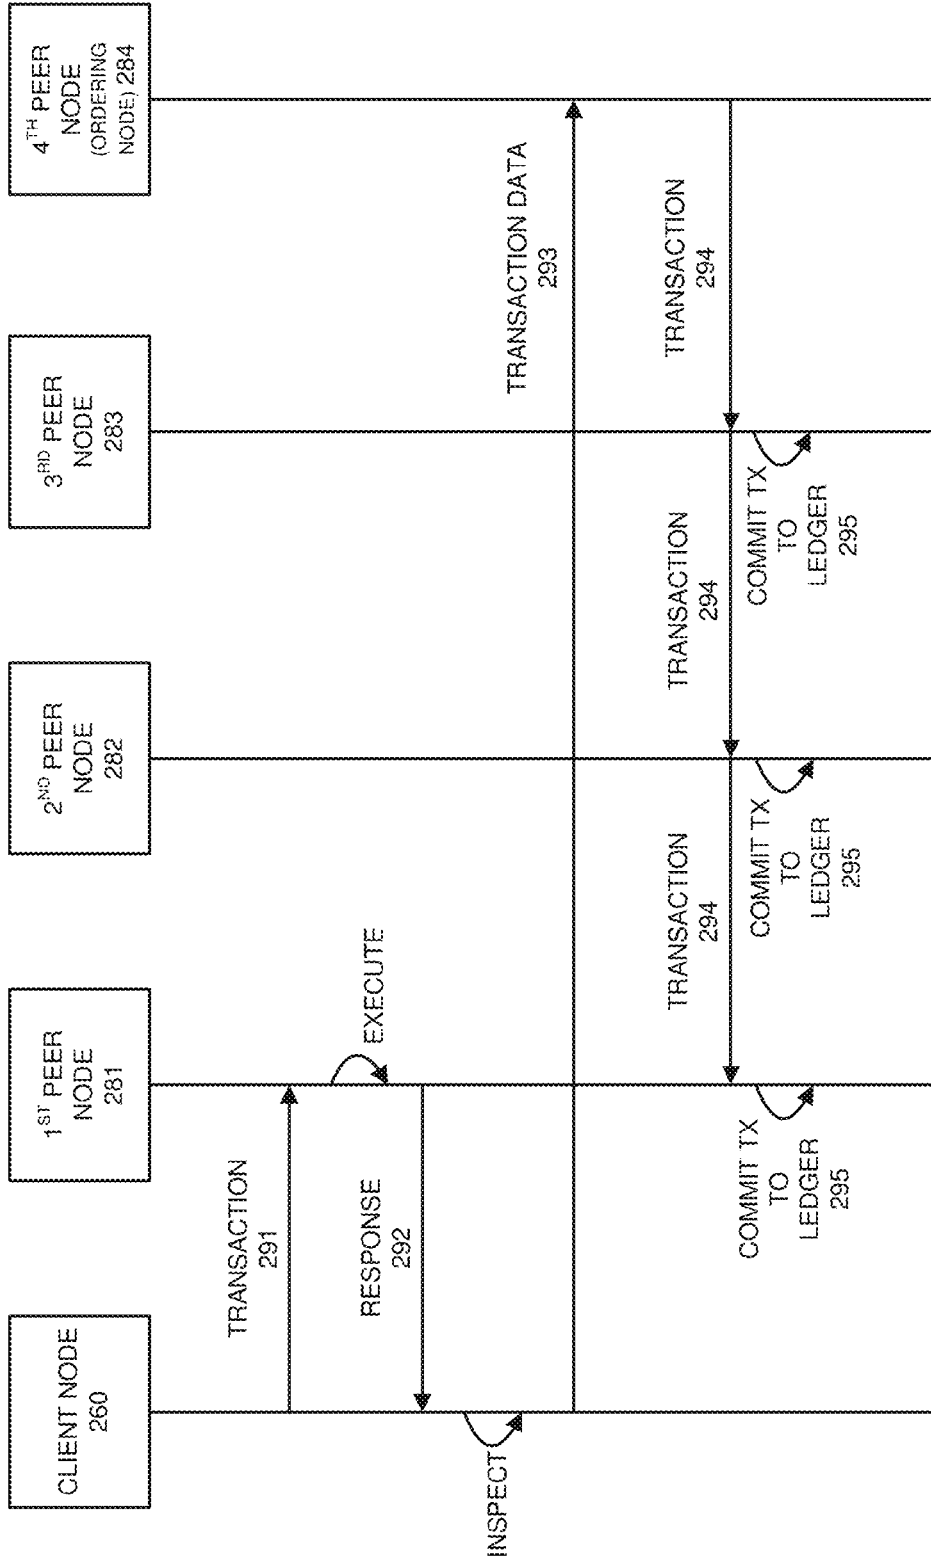 CLIENT NODE
260
1ST PEER
NODE
281
2ND PEER
NODE
282
3RD PEER
NODE
283
4TH PEER
NODE
(ORDERING
NODE) 284
TRANSACTION
291
EXECUTE
RESPONSE
292
INSPECT
TRANSACTION DATA
293
TRANSACTION
294
TRANSACTION
294
TRANSACTION
294
COMMIT TX
TO
LEDGER
295
COMMIT TX
TO
LEDGER
295
COMMIT TX
TO
LEDGER
295